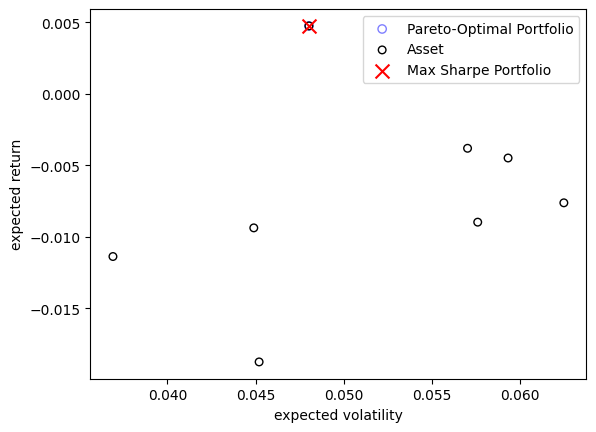 0.005
0.000
−0.005
−0.010
−0.015
expected return
0.040
0.045
0.050
0.055
0.060
expected volatility
Pareto-Optimal Portfolio
Asset
Max Sharpe Portfolio